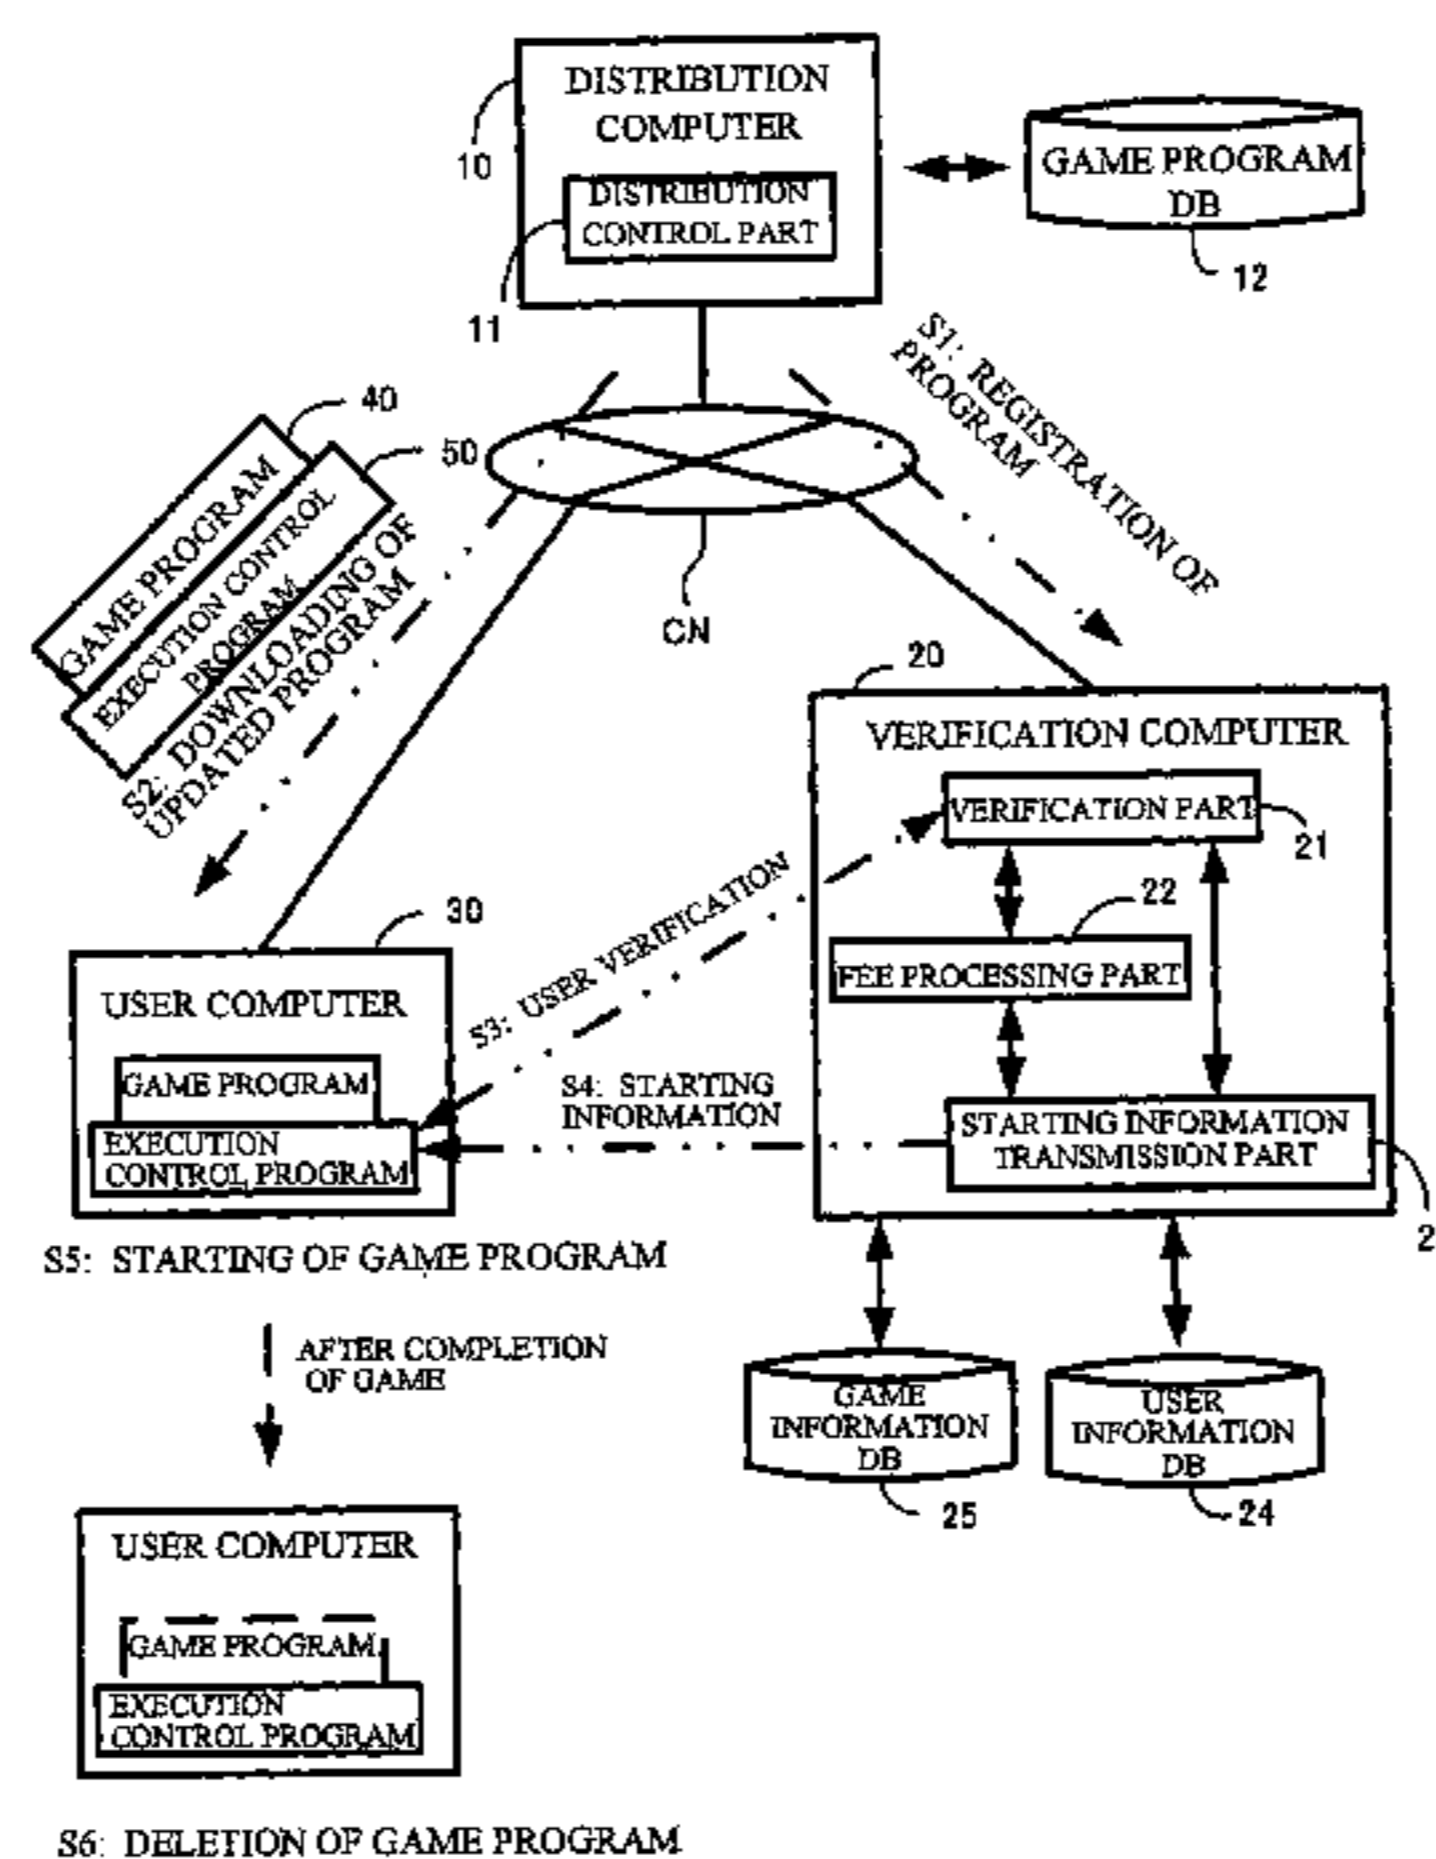 DISTRIBUTION
COMPUTER
10
DISTRIBUTION
CONTROL PART
11
GAME PROGRAM
DB
12
S1: REGISTRATION OF
PROGRAM
PROGRAM
40
50
GAME PROGRAM
EXECUTION CONTROL
PROGRAM
S2: DOWNLOADING OF
UPDATED PROGRAM
CN
20
VERIFICATION COMPUTER
VERIFICATION PART
21
22
FEE PROCESSING PART
30
USER COMPUTER
S3: USER VERIFICATION
GAME PROGRAM
EXECUTION
CONTROL PROGRAM
S4: STARTING
INFORMATION
STARTING INFORMATION
TRANSMISSION PART
2
S5: STARTING OF GAME PROGRAM
AFTER COMPLETION
OF GAME
GAME
INFORMATION
DB
25
USER
INFORMATION
DB
24
USER COMPUTER
GAME PROGRAM
EXECUTION
CONTROL PROGRAM
S6: DELETION OF GAME PROGRAM